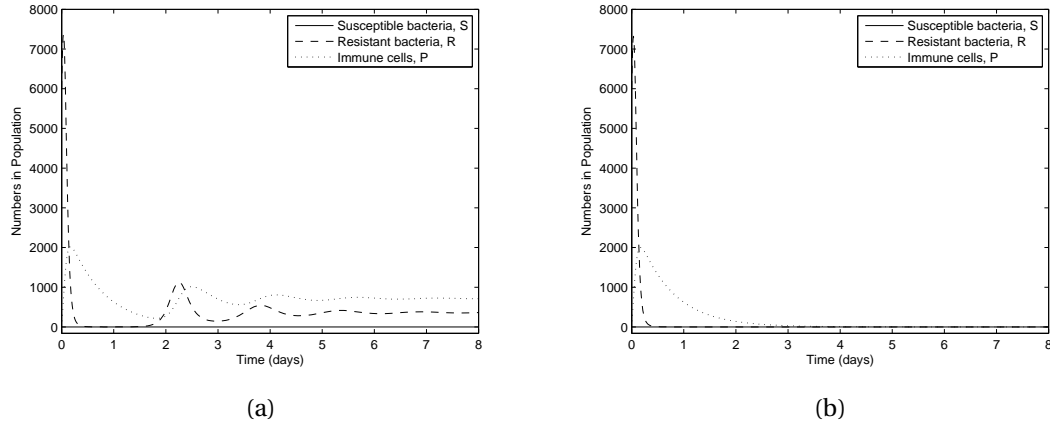 8000
7000
6000
5000
4000
3000
2000
1000
0
Numbers in Population
0 1 2 3 4 5 6 7 8
Time (days)
Susceptible bacteria, S
Resistant bacteria, R
Immune cells, P
(a)
8000
7000
6000
5000
4000
3000
2000
1000
0
Numbers in Population
0 1 2 3 4 5 6 7 8
Time (days)
Susceptible bacteria, S
Resistant bacteria, R
Immune cells, P
(b)